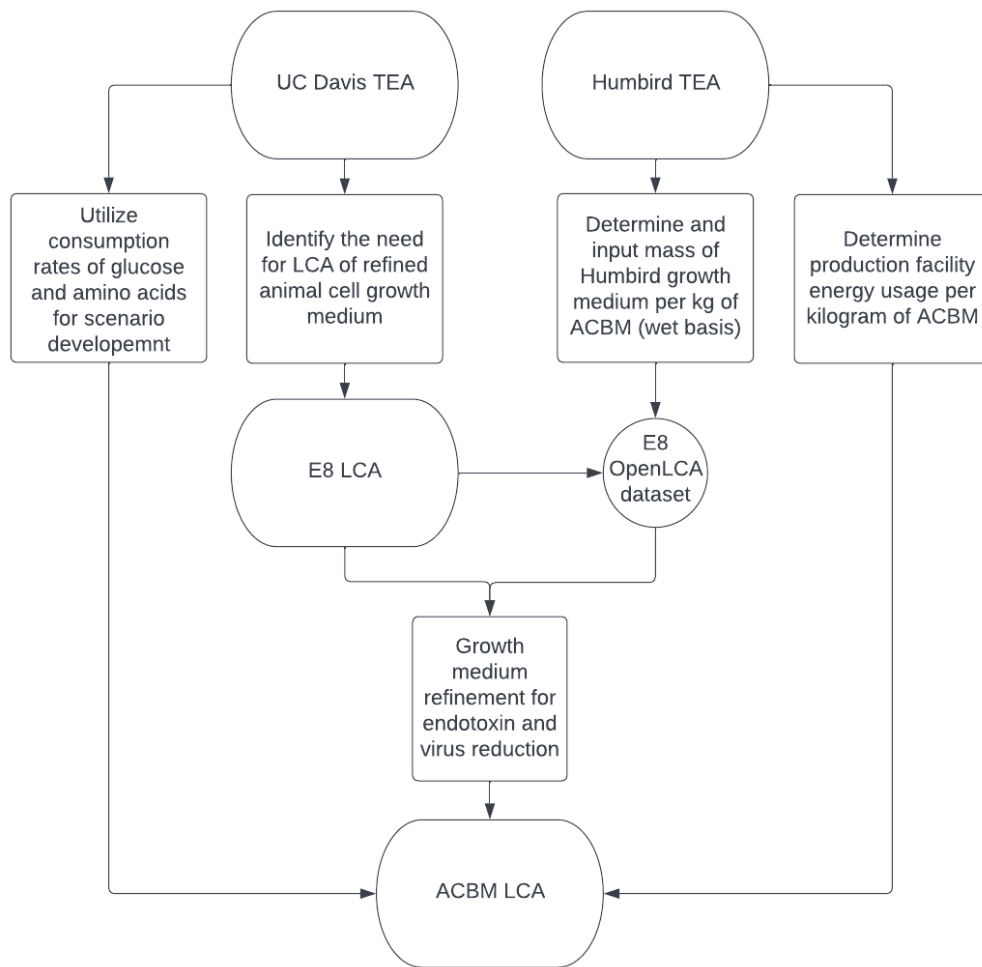 UC Davis TEA
Humbird TEA
Utilize
consumption
rates of glucose
and amino acids
for scenario
developemnt
Identify the need
for LCA of refined
animal cell growth
medium
Determine and
input mass of
Humbird growth
medium per kg of
ACBM (wet basis)
Determine
production facility
energy usage per
kilogram of ACBM
E8 LCA
E8
OpenLCA
dataset
Growth
medium
refinement for
endotoxin and
virus reduction
ACBM LCA